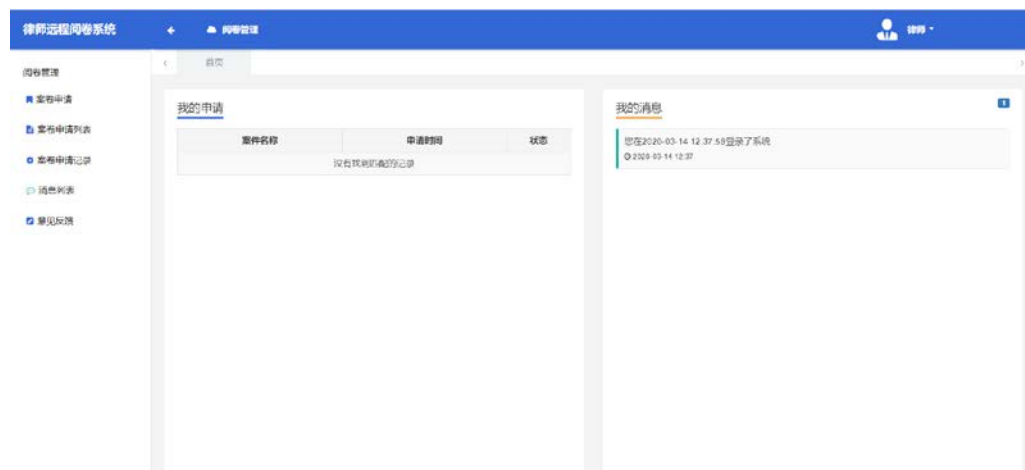 律师远程阅卷系统
阅卷管理
律师
阅卷管理
案卷申请
案卷申请列表
案卷申请记录
消息列表
意见反馈
首页
我的申请
案件名称 申请时间 状态
没有找到匹配的记录
我的消息
1
您在2020-03-14 12:37:59登录了系统
2020-03-14 12:37